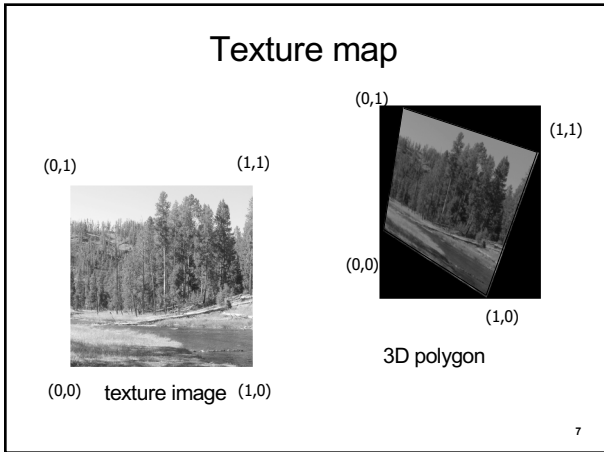 Texture map
(0,1)
(1,1)
(0,1) (1,1)
(0,0)
(1,0)
3D polygon
(0,0) texture image (1,0)
7